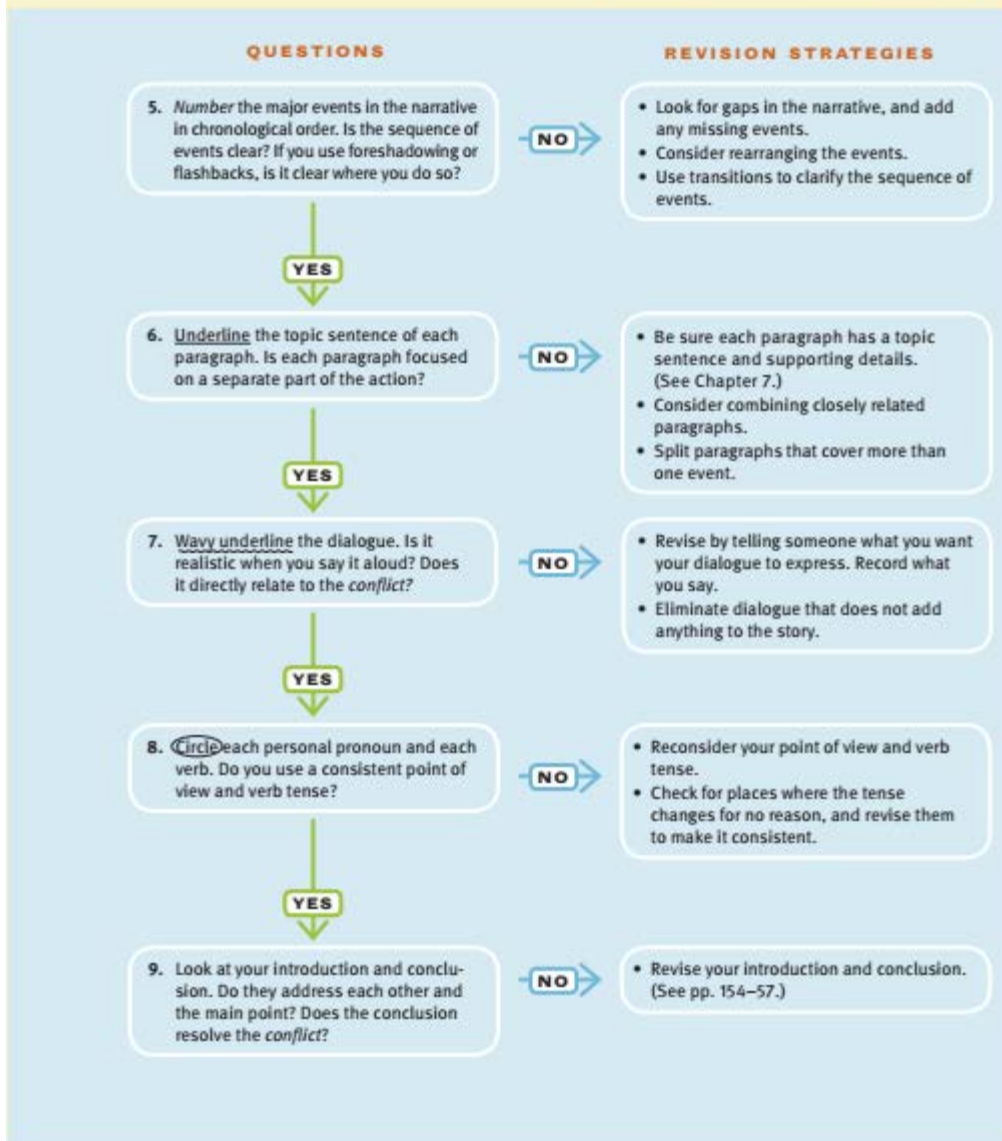 QUESTIONS
REVISION STRATEGIES
5. Number the major events in the narrative
in chronological order. Is the sequence of
events clear? If you use foreshadowing or
flashbacks, is it clear where you do so?
NO
• Look for gaps in the narrative, and add
any missing events.
• Consider rearranging the events.
• Use transitions to clarify the sequence of
events.
YES
6. Underline the topic sentence of each
paragraph. Is each paragraph focused
on a separate part of the action?
NO
• Be sure each paragraph has a topic
sentence and supporting details.
(See Chapter 7.)
• Consider combining closely related
paragraphs.
• Split paragraphs that cover more than
one event.
YES
7. Wavy underline the dialogue. Is it
realistic when you say it aloud? Does
it directly relate to the conflict?
NO
• Revise by telling someone what you want
your dialogue to express. Record what
you say.
• Eliminate dialogue that does not add
anything to the story.
YES
8. Circle each personal pronoun and each
verb. Do you use a consistent point of
view and verb tense?
NO
• Reconsider your point of view and verb
tense.
• Check for places where the tense
changes for no reason, and revise them
to make it consistent.
YES
9. Look at your introduction and conclu-
sion. Do they address each other and
the main point? Does the conclusion
resolve the conflict?
NO
• Revise your introduction and conclusion.
(See pp. 154–57.)